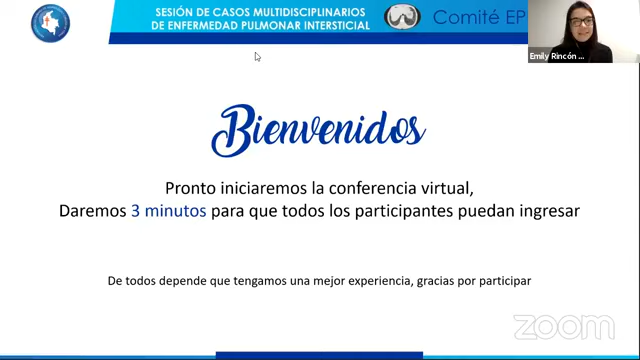 SESIÓN DE CASOS MULTIDISCIPLINARIOS
DE ENFERMEDAD PULMONAR INTERSTICIAL
Comité EP
Emily Rincón ...
Bienvenidos
Pronto iniciaremos la conferencia virtual,
Daremos 3 minutos para que todos los participantes puedan ingresar
De todos depende que tengamos una mejor experiencia, gracias por participar
zoom